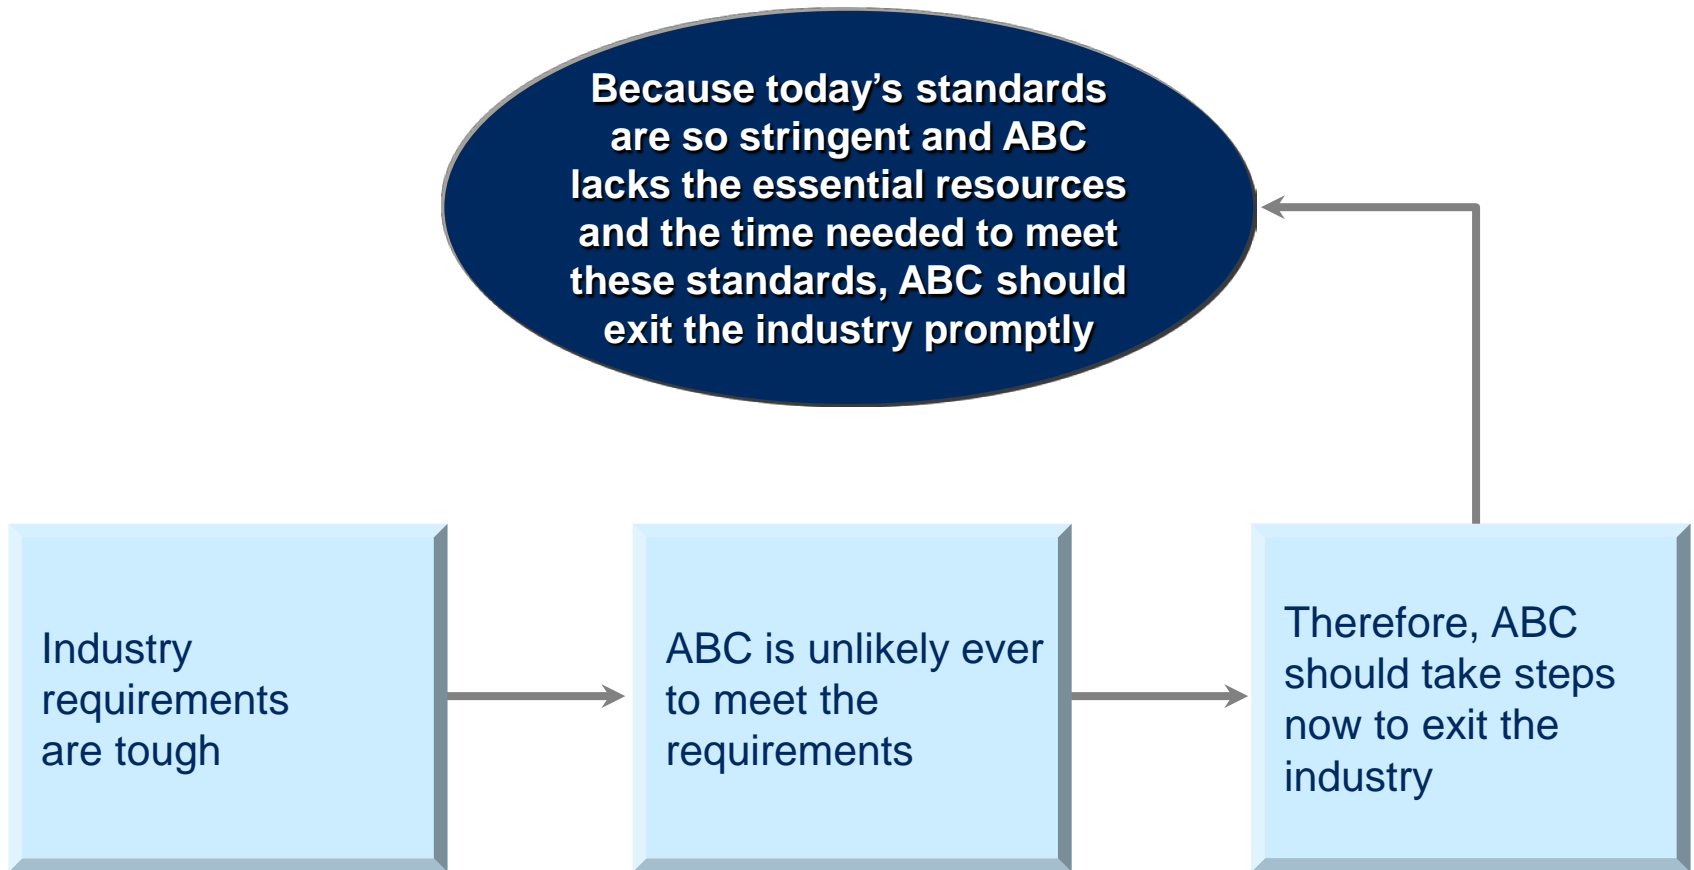 Because today’s standards
are so stringent and ABC
lacks the essential resources
and the time needed to meet
these standards, ABC should
exit the industry promptly
Industry
requirements
are tough
ABC is unlikely ever
to meet the
requirements
Therefore, ABC
should take steps
now to exit the
industry